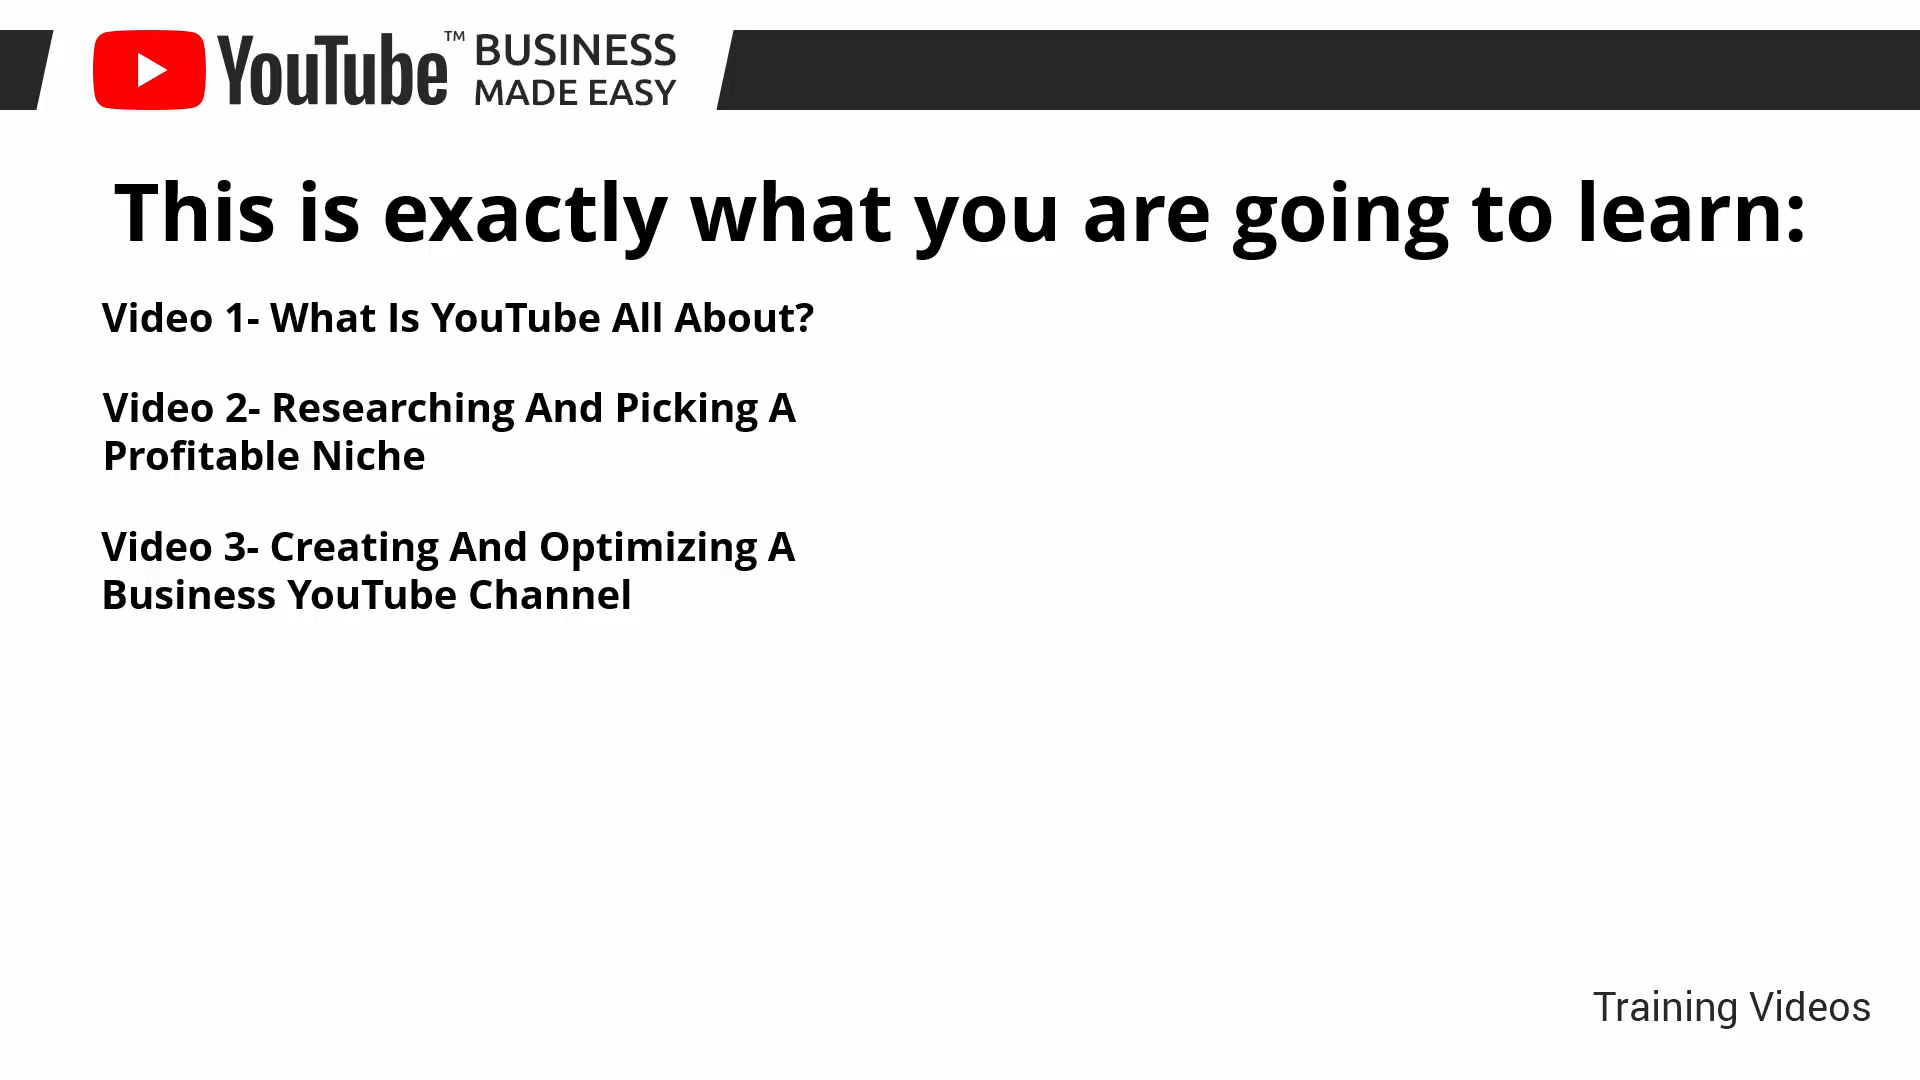 YouTube™ BUSINESS
MADE EASY
This is exactly what you are going to learn:
Video 1- What Is YouTube All About?
Video 2- Researching And Picking A
Profitable Niche
Video 3- Creating And Optimizing A
Business YouTube Channel
Training Videos